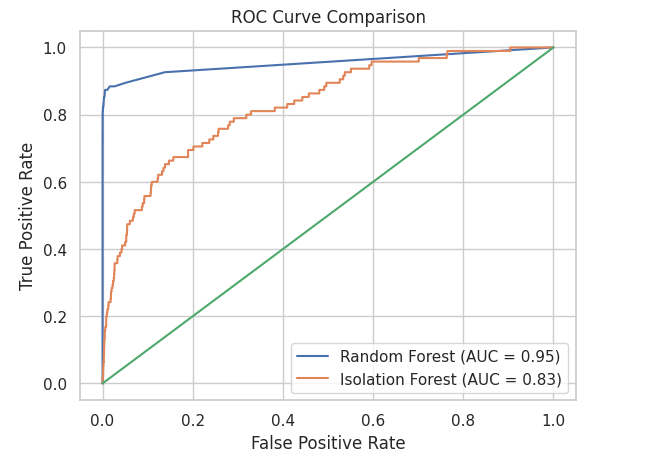 ROC Curve Comparison
True Positive Rate
1.0
0.8
0.6
0.4
0.2
0.0
Random Forest (AUC = 0.95)
Isolation Forest (AUC = 0.83)
0.0 0.2 0.4 0.6 0.8 1.0
False Positive Rate